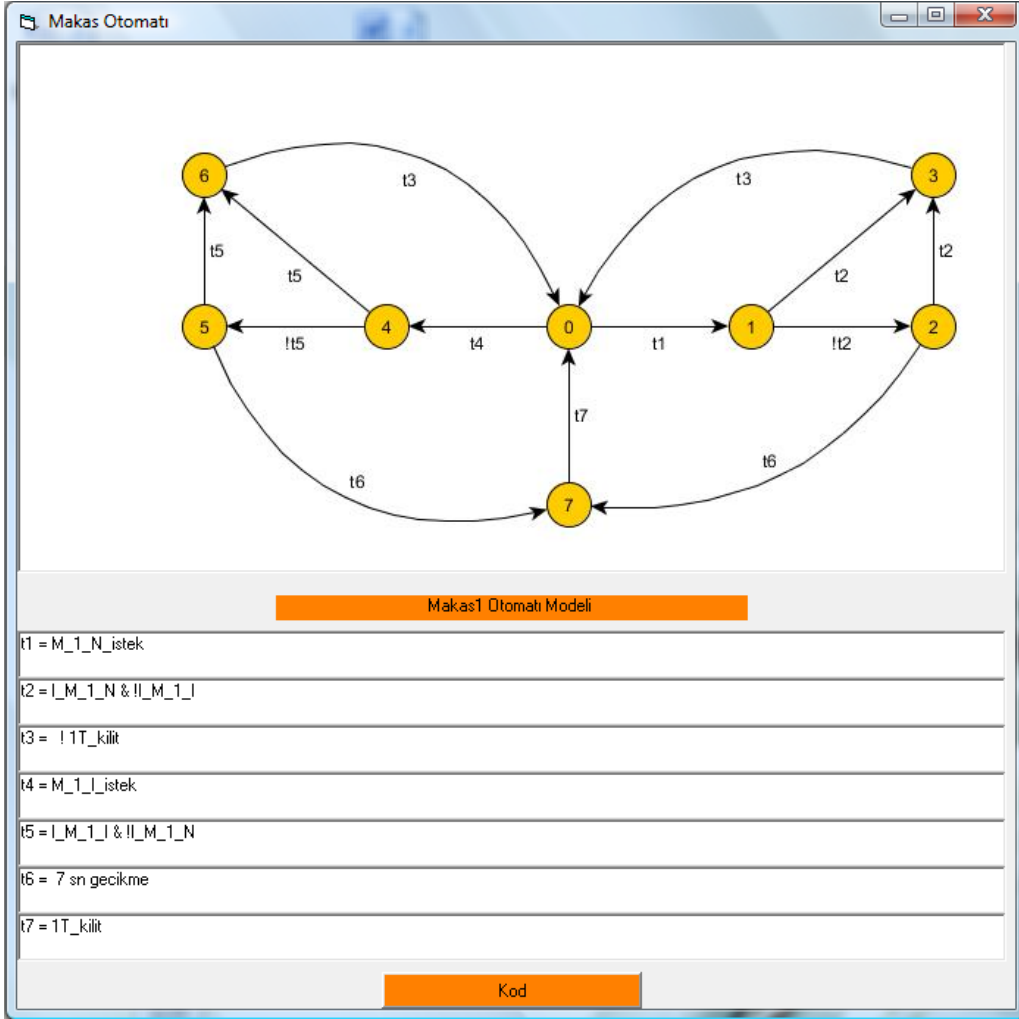 Makas Otomatı
6
t3
t3
3
t5
t5
t2
t2
5
!t5
4
t4
0
t1
1
!t2
2
t7
t6
t6
7
Makas1 Otomatı Modeli
t1 = M_1_N_istek
t2 = I_M_1_N & !I_M_1_I
t3 = ! 1T_kilit
t4 = M_1_I_istek
t5 = I_M_1_I & !I_M_1_N
t6 = 7 sn gecikme
t7 = 1T_kilit
Kod